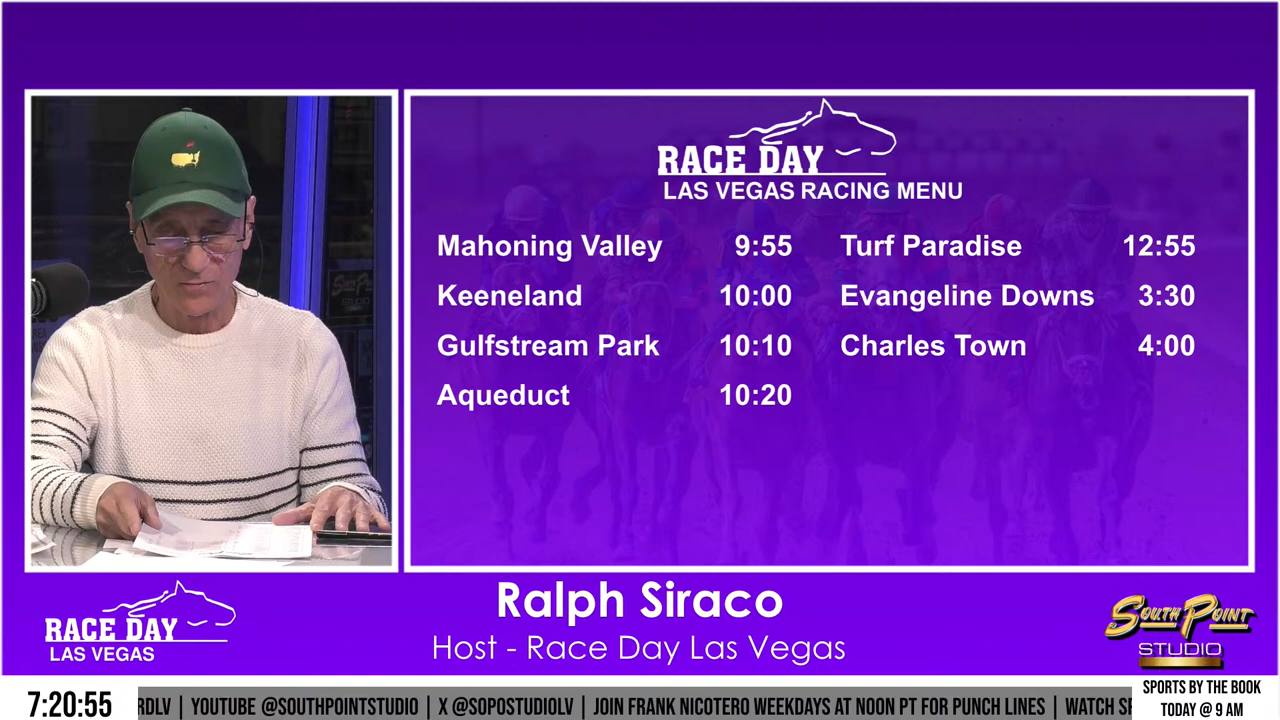 RACE DAY
LAS VEGAS RACING MENU
Mahoning Valley 9:55
Keeneland 10:00
Gulfstream Park 10:10
Aqueduct 10:20
Turf Paradise 12:55
Evangeline Downs 3:30
Charles Town 4:00
RACE DAY
LAS VEGAS
Ralph Siraco
Host - Race Day Las Vegas
SOUTH POINT
STUDIO
7:20:55
RDLV | YOUTUBE @SOUTHPOINTSTUDIO | X @SOPOSTUDIOLV | JOIN FRANK NICOTERO WEEKDAYS AT NOON PT FOR PUNCH LINES | WATCH SP
SPORTS BY THE BOOK
TODAY @ 9 AM